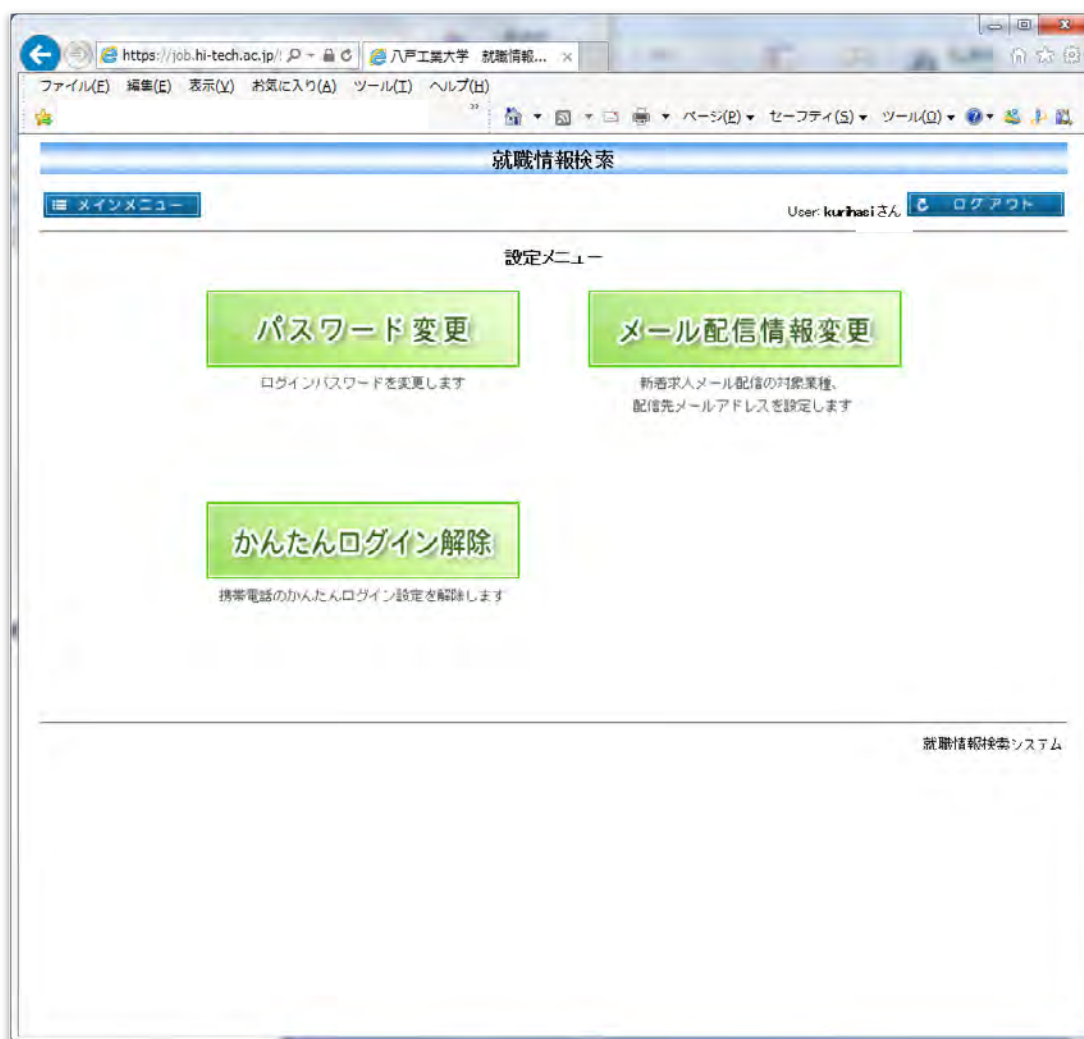 https://job.hi-tech.ac.jp/ 八戸工業大学 就職情報...
ファイル(F) 編集(E) 表示(V) お気に入り(A) ツール(T) ヘルプ(H)
ページ(P) セーフティ(S) ツール(O)
就職情報検索
メインメニュー User: kurihasiさん ログアウト
設定メニュー
パスワード変更 メール配信情報変更
ログインパスワードを変更します 新着求人メール配信の対象業種、
配信先メールアドレスを設定します
かんたんログイン解除
携帯電話のかんたんログイン設定を解除します
就職情報検索システム